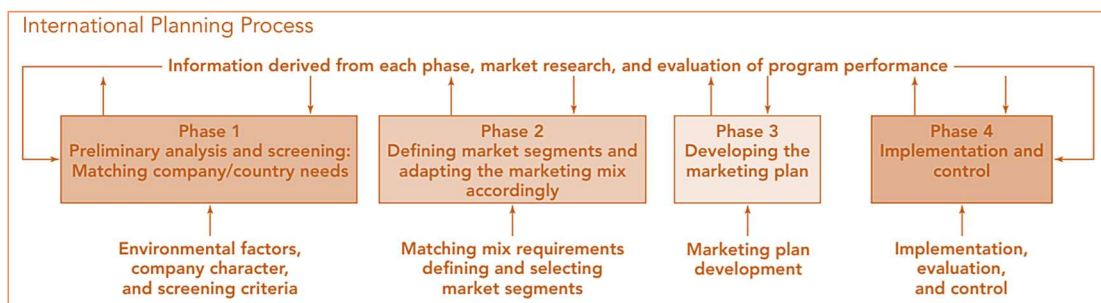 International Planning Process
Information derived from each phase, market research, and evaluation of program performance
Phase 1
Preliminary analysis and screening:
Matching company/country needs
Phase 2
Defining market segments and
adapting the marketing mix
accordingly
Phase 3
Developing the
marketing plan
Phase 4
Implementation and
control
Environmental factors,
company character,
and screening criteria
Matching mix requirements
defining and selecting
market segments
Marketing plan
development
Implementation,
evaluation,
and control